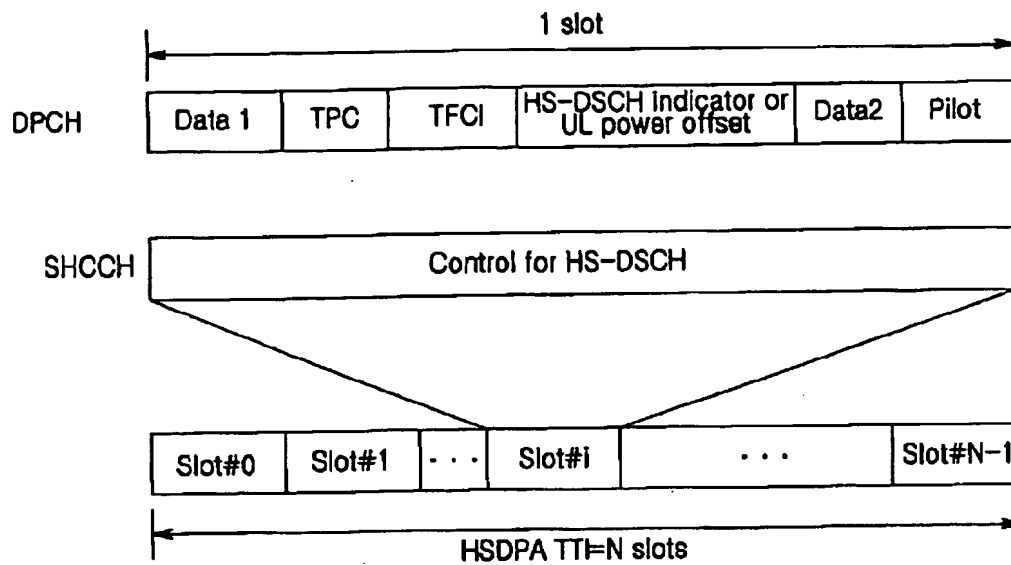 1 slot
DPCH
Data 1
TPC
TFCI
HS-DSCH indicator or
UL power offset
Data2
Pilot
SHCCH
Control for HS-DSCH
Slot#0
Slot#1
···
Slot#i
···
Slot#N-1
HSDPA TTI=N slots